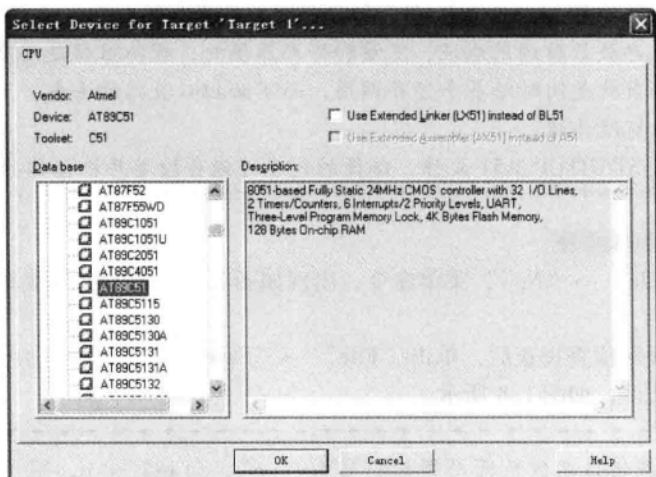 Select Device for Target 'Target 1'...
CPU
Vendor: Atmel
Device: AT89C51
Toolset: C51
Use Extended Linker (LX51) instead of BL51
Use Extended Assembler (AX51) instead of A51
Data base
Description:
AT87F52
AT87F55WD
AT89C1051
AT89C1051U
AT89C2051
AT89C4051
AT89C51
AT89C5115
AT89C5130
AT89C5130A
AT89C5131
AT89C5131A
AT89C5132
8051-based Fully Static 24MHz CMOS controller with 32 I/O Lines,
2 Timers/Counters, 6 Interrupts/2 Priority Levels, UART,
Three-Level Program Memory Lock, 4K Bytes Flash Memory,
128 Bytes On-chip RAM
OK
Cancel
Help